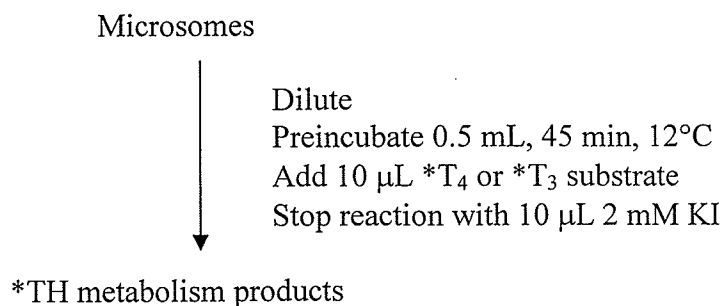 Microsomes
Dilute
Preincubate 0.5 mL, 45 min, 12°C
Add 10 μL *T₄ or *T₃ substrate
Stop reaction with 10 μL 2 mM KI
*TH metabolism products